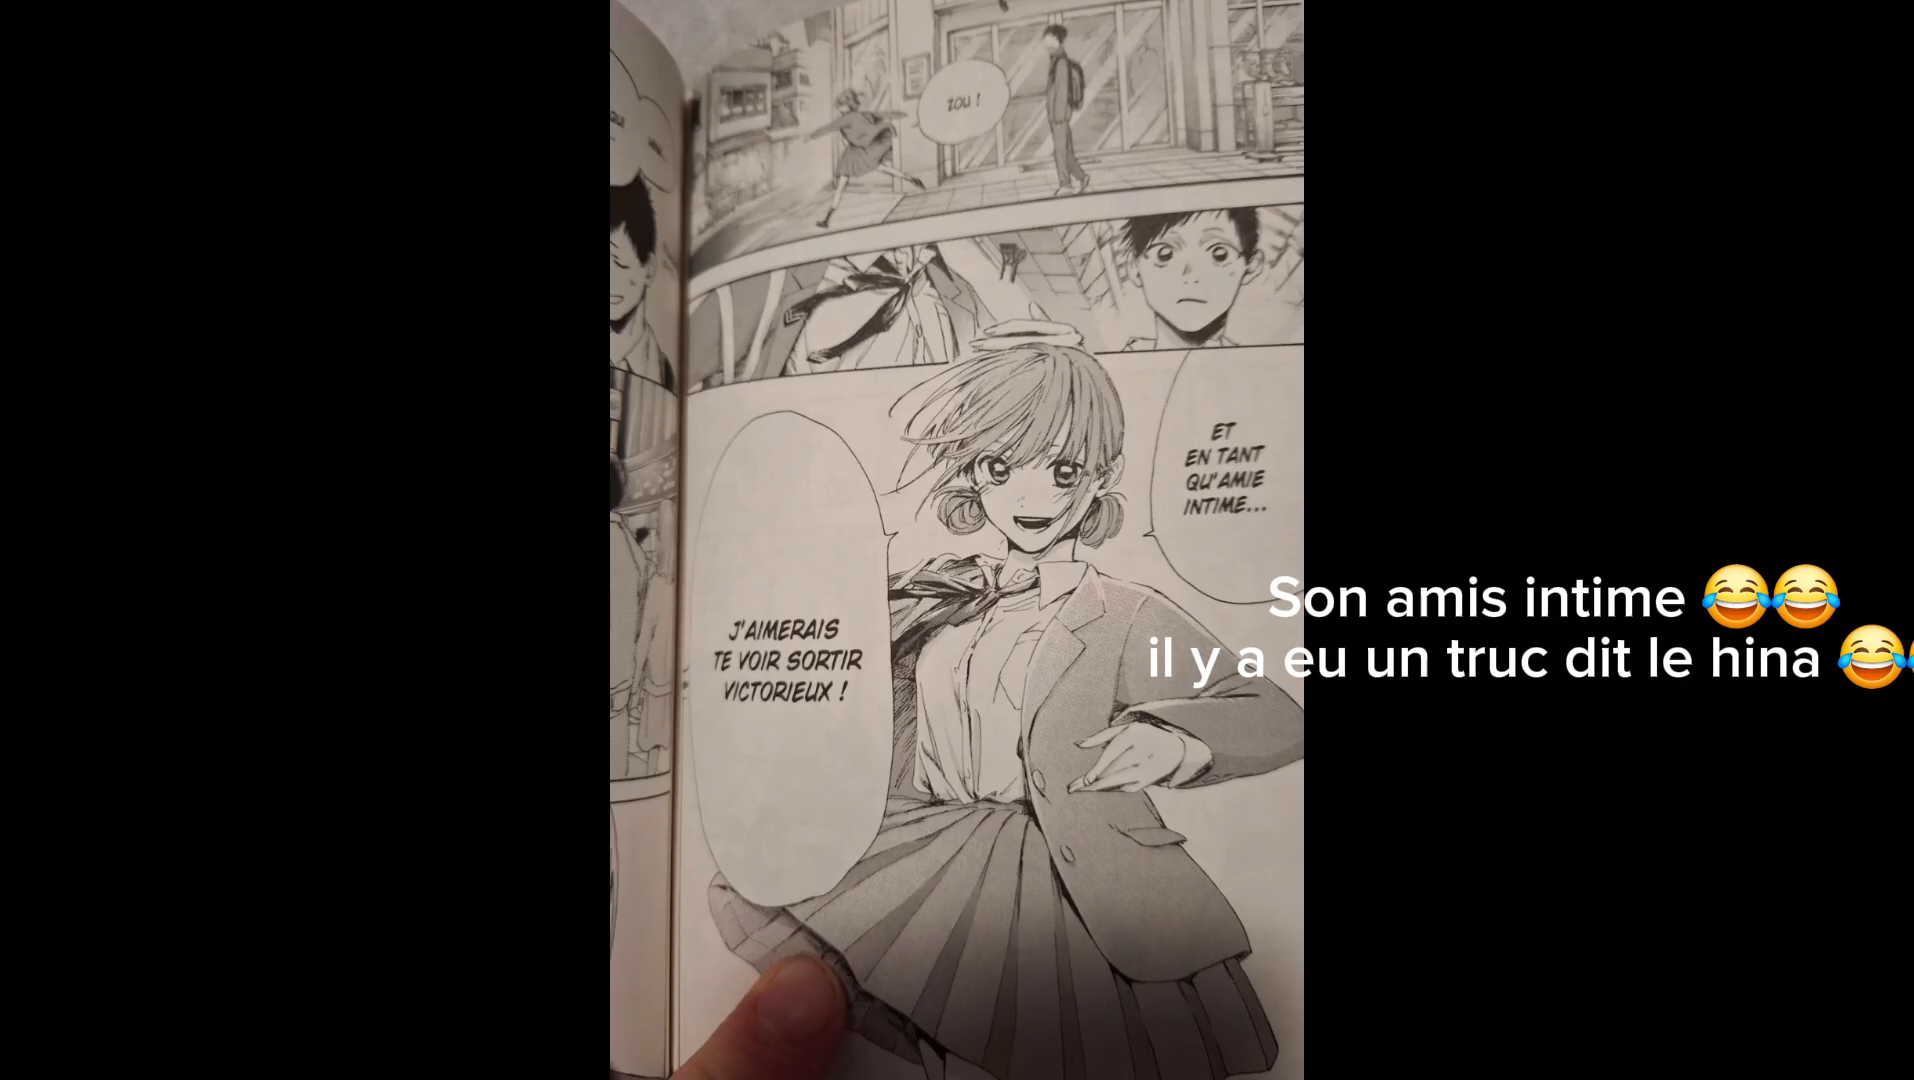 ZOU !
ET
EN TANT
QU'AMIE
INTIME...
J'AIMERAIS
TE VOIR SORTIR
VICTORIEUX !
Son amis intime 😂😂
il y a eu un truc dit le hina 😂